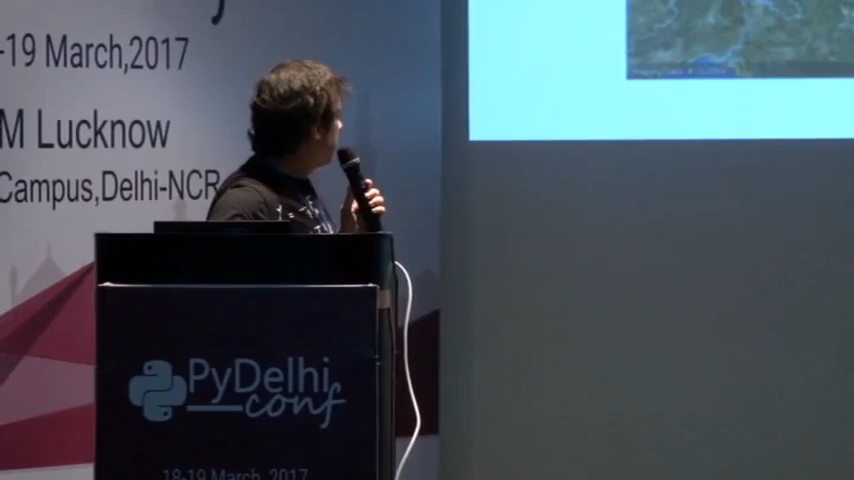 -19 March,2017
M Lucknow
Campus,Delhi-NCR
PyDelhi
conf
18-19 March, 2017